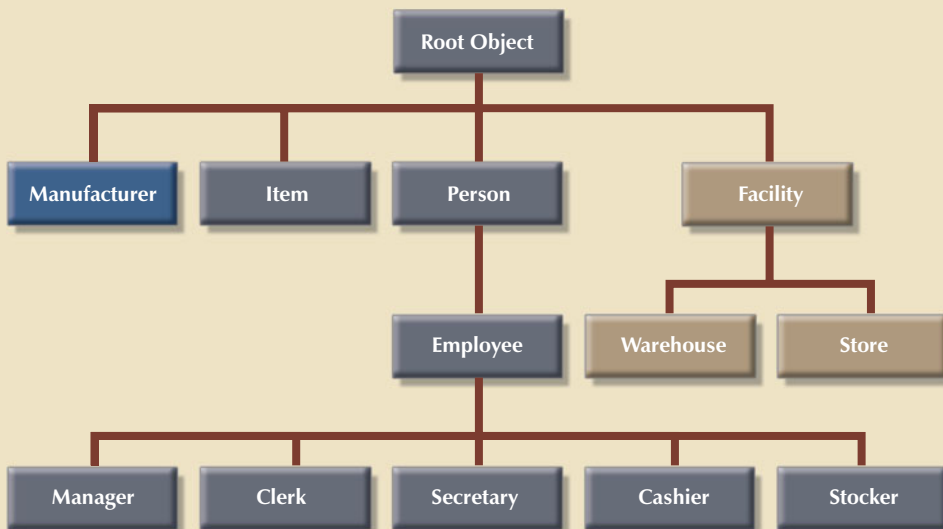 Root Object
Manufacturer
Item
Person
Facility
Employee
Warehouse
Store
Manager
Clerk
Secretary
Cashier
Stocker